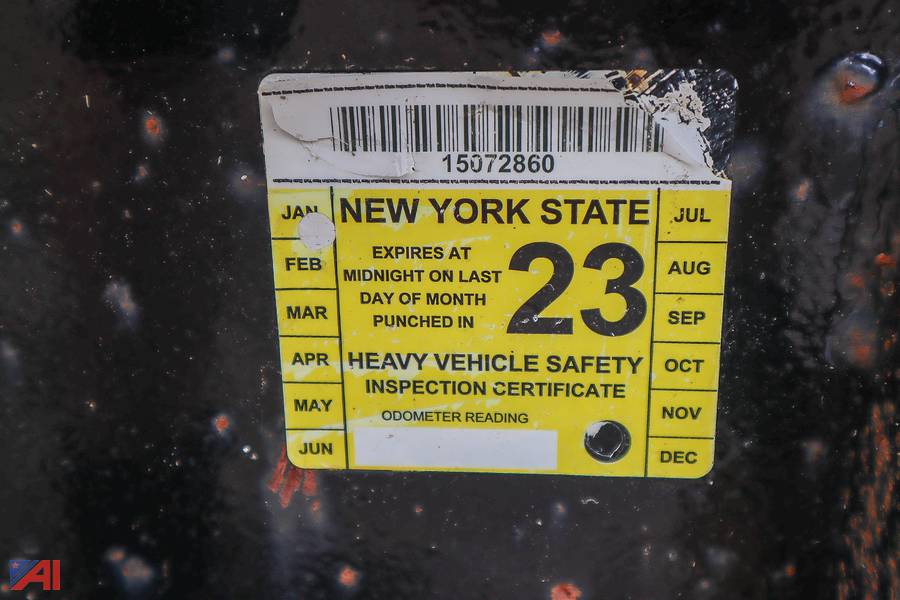 15072860
JAN
FEB
MAR
APR
MAY
JUN
NEW YORK STATE
EXPIRES AT
MIDNIGHT ON LAST
DAY OF MONTH
PUNCHED IN
23
HEAVY VEHICLE SAFETY
INSPECTION CERTIFICATE
ODOMETER READING
JUL
AUG
SEP
OCT
NOV
DEC
AI